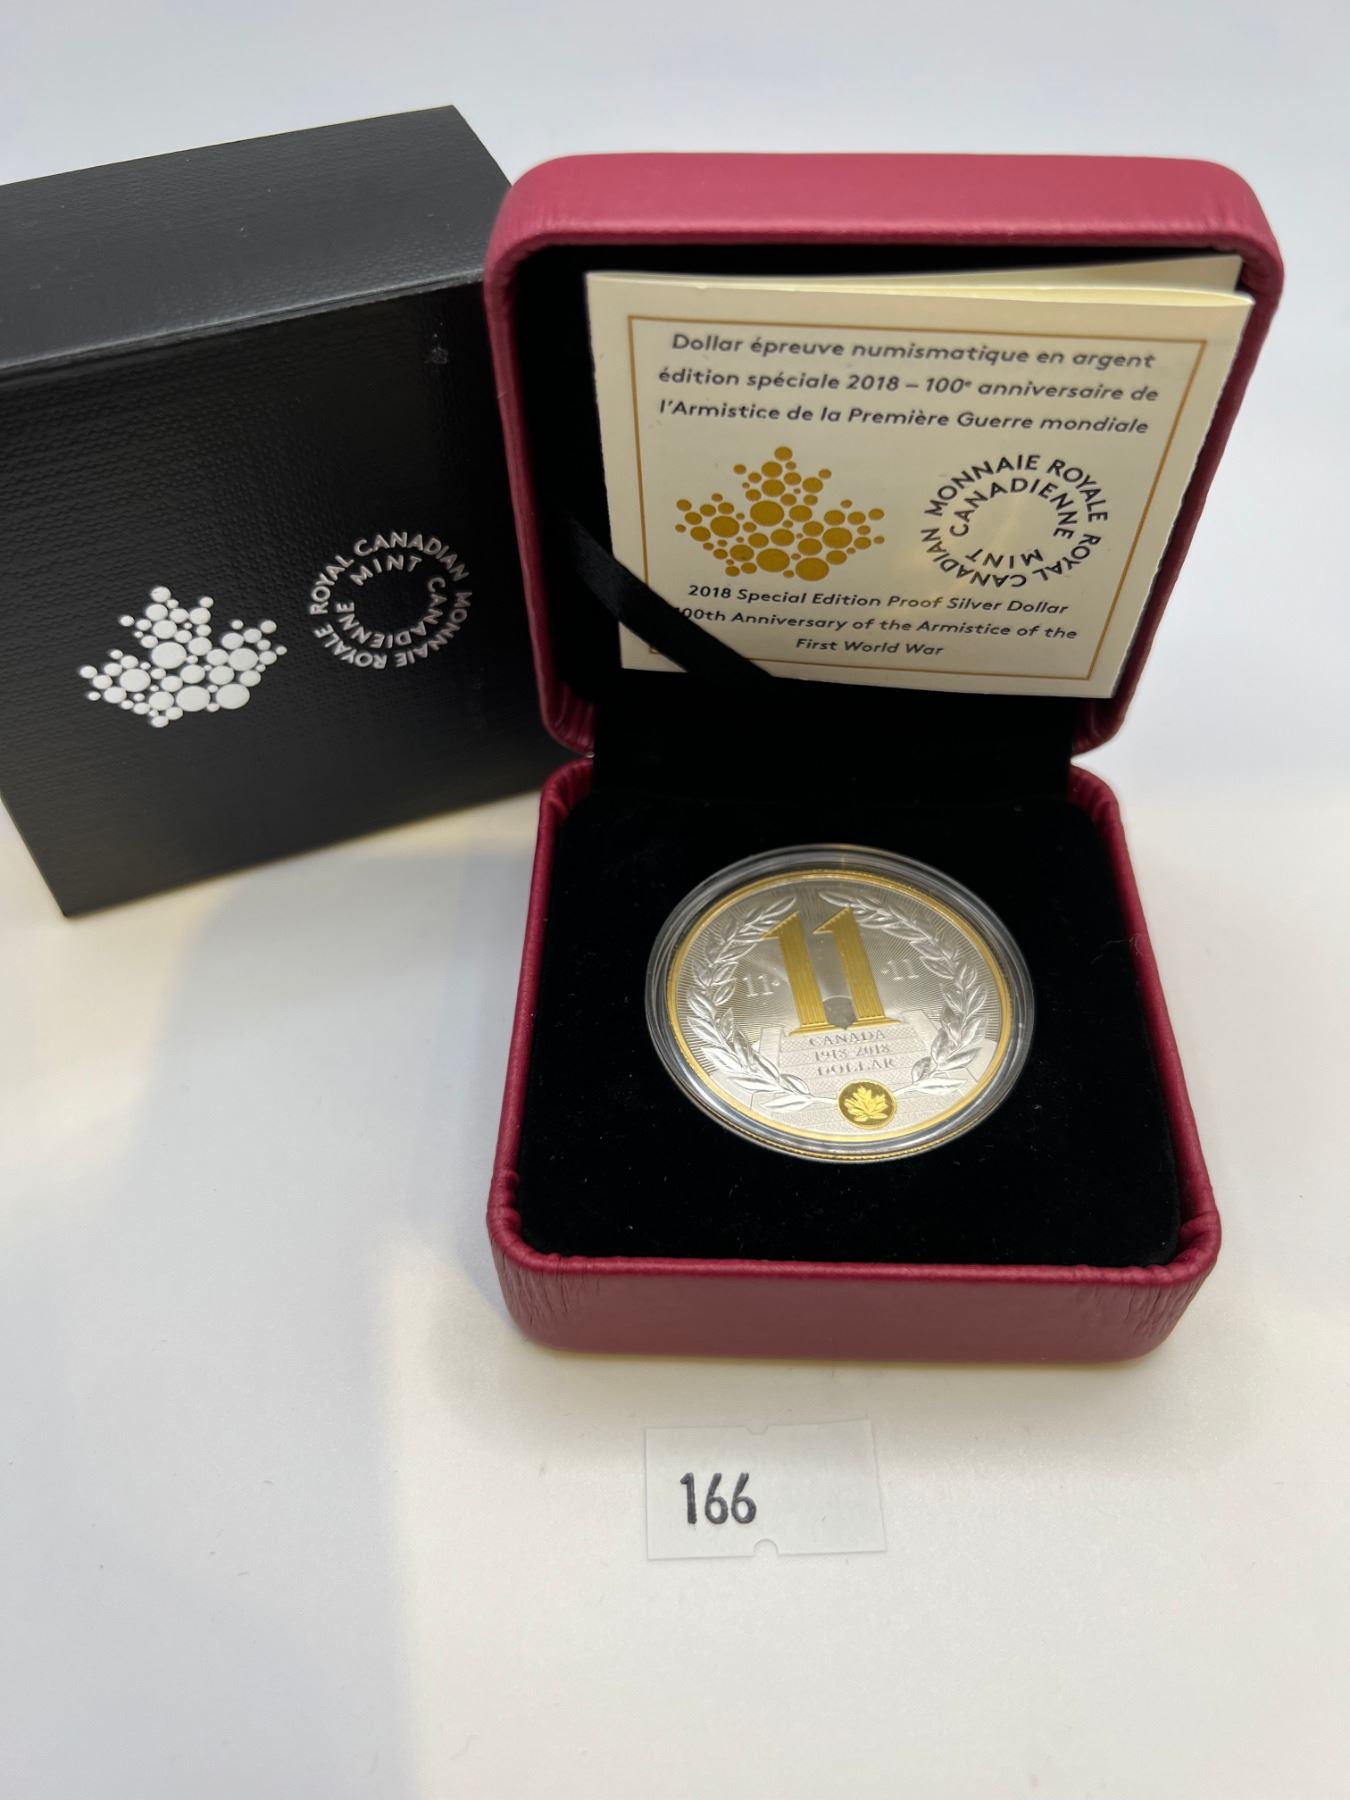 ROYAL CANADIAN MINT
MONNAIE ROYALE CANADIENNE
Dollar épreuve numismatique en argent
édition spéciale 2018 – 100e anniversaire de
l'Armistice de la Première Guerre mondiale
MONNAIE ROYALE CANADIENNE
ROYAL CANADIAN MINT
2018 Special Edition Proof Silver Dollar
100th Anniversary of the Armistice of the
First World War
11
11· ·11
CANADA
1918-2018
DOLLAR
166